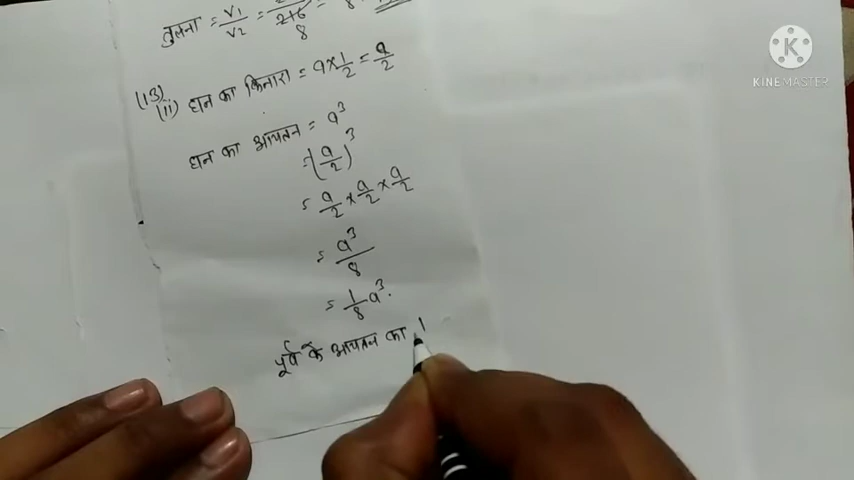 तुलना = V1/V2 = 216 = 8
8
(13)
(ii) घन का किनारा = a × 1/2 = a/2
घन का आयतन = a³
= (a/2)³
= a/2 × a/2 × a/2
= a³/8
= 1/8 a³.
पूर्व के आयतन का 1
KINEMASTER